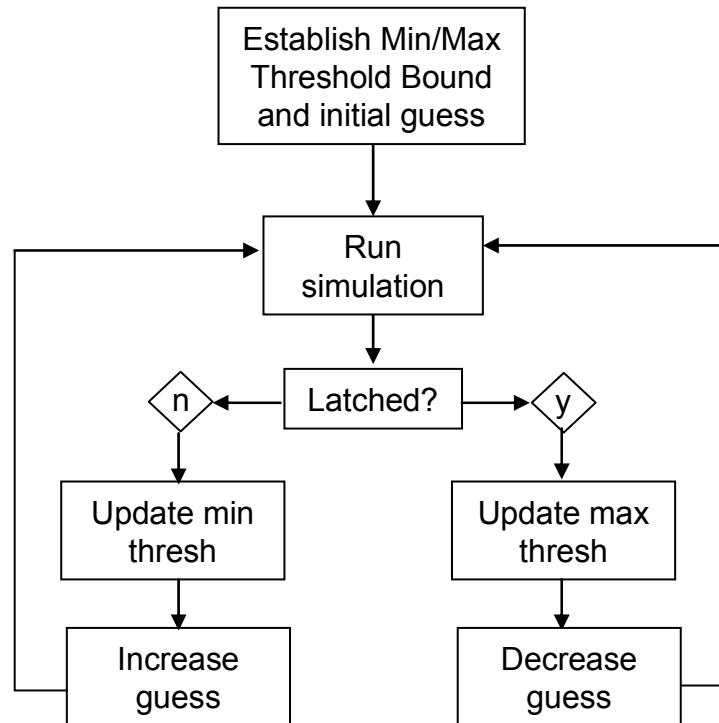 Establish Min/Max
Threshold Bound
and initial guess
Run
simulation
n
Latched?
y
Update min
thresh
Update max
thresh
Increase
guess
Decrease
guess